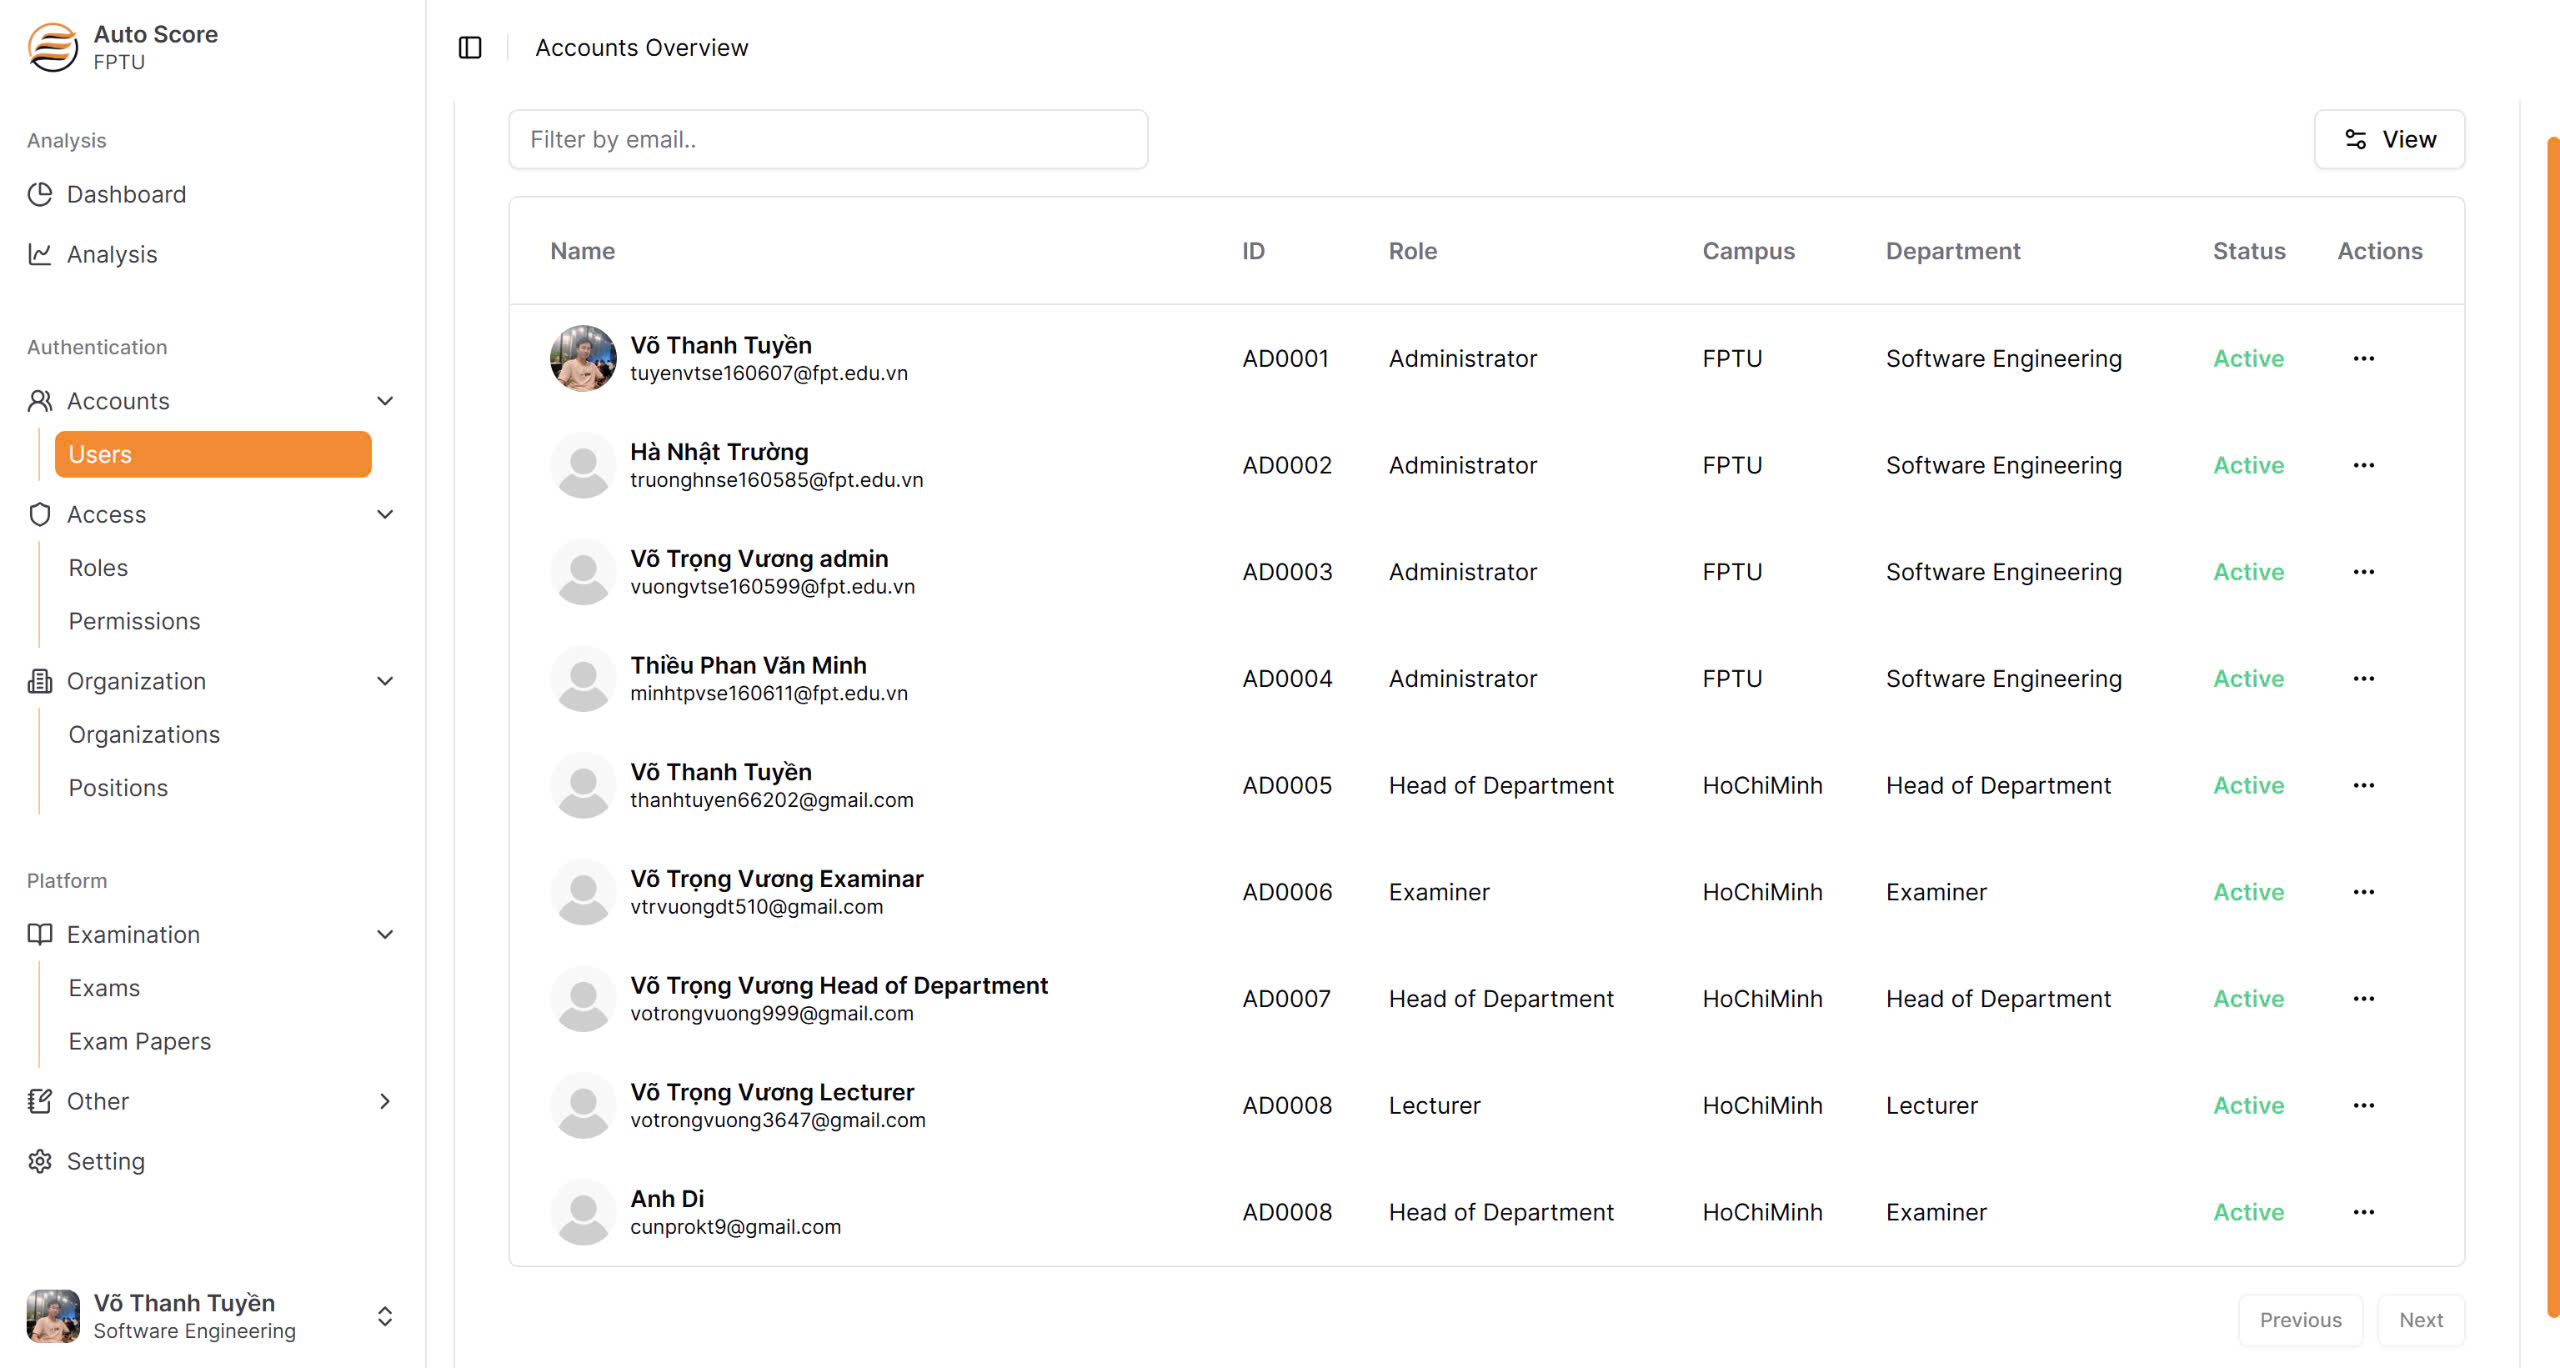 Auto Score
FPTU
Analysis
Dashboard
Analysis
Authentication
Accounts
Users
Access
Roles
Permissions
Organization
Organizations
Positions
Platform
Examination
Exams
Exam Papers
Other
Setting
Võ Thanh Tuyền
Software Engineering
Accounts Overview
Filter by email..
View
Name ID Role Campus Department Status Actions
Võ Thanh Tuyền
tuyenvtse160607@fpt.edu.vn
AD0001 Administrator FPTU Software Engineering Active
Hà Nhật Trường
truonghnse160585@fpt.edu.vn
AD0002 Administrator FPTU Software Engineering Active
Võ Trọng Vương admin
vuongvtse160599@fpt.edu.vn
AD0003 Administrator FPTU Software Engineering Active
Thiều Phan Văn Minh
minhtpvse160611@fpt.edu.vn
AD0004 Administrator FPTU Software Engineering Active
Võ Thanh Tuyền
thanhtuyen66202@gmail.com
AD0005 Head of Department HoChiMinh Head of Department Active
Võ Trọng Vương Examinar
vtrvuongdt510@gmail.com
AD0006 Examiner HoChiMinh Examiner Active
Võ Trọng Vương Head of Department
votrongvuong999@gmail.com
AD0007 Head of Department HoChiMinh Head of Department Active
Võ Trọng Vương Lecturer
votrongvuong3647@gmail.com
AD0008 Lecturer HoChiMinh Lecturer Active
Anh Di
cunprokt9@gmail.com
AD0008 Head of Department HoChiMinh Examiner Active
Previous Next